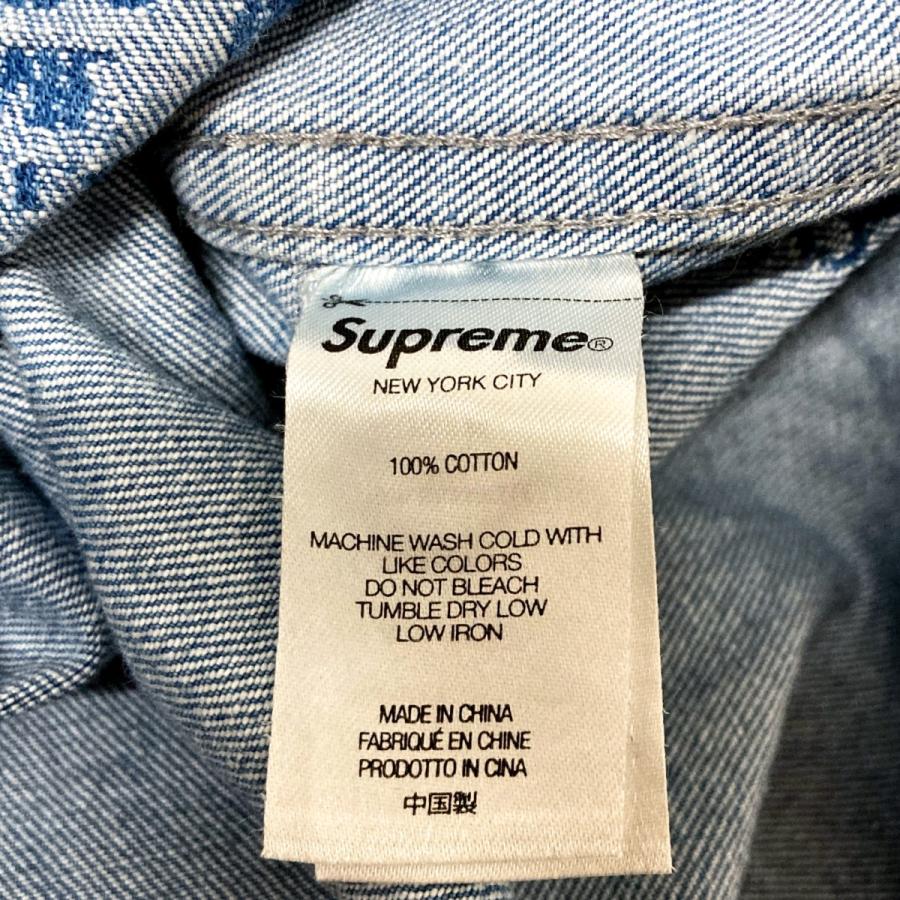 Supreme®
NEW YORK CITY
100% COTTON
MACHINE WASH COLD WITH
LIKE COLORS
DO NOT BLEACH
TUMBLE DRY LOW
LOW IRON
MADE IN CHINA
FABRIQUÉ EN CHINE
PRODOTTO IN CINA
中国製